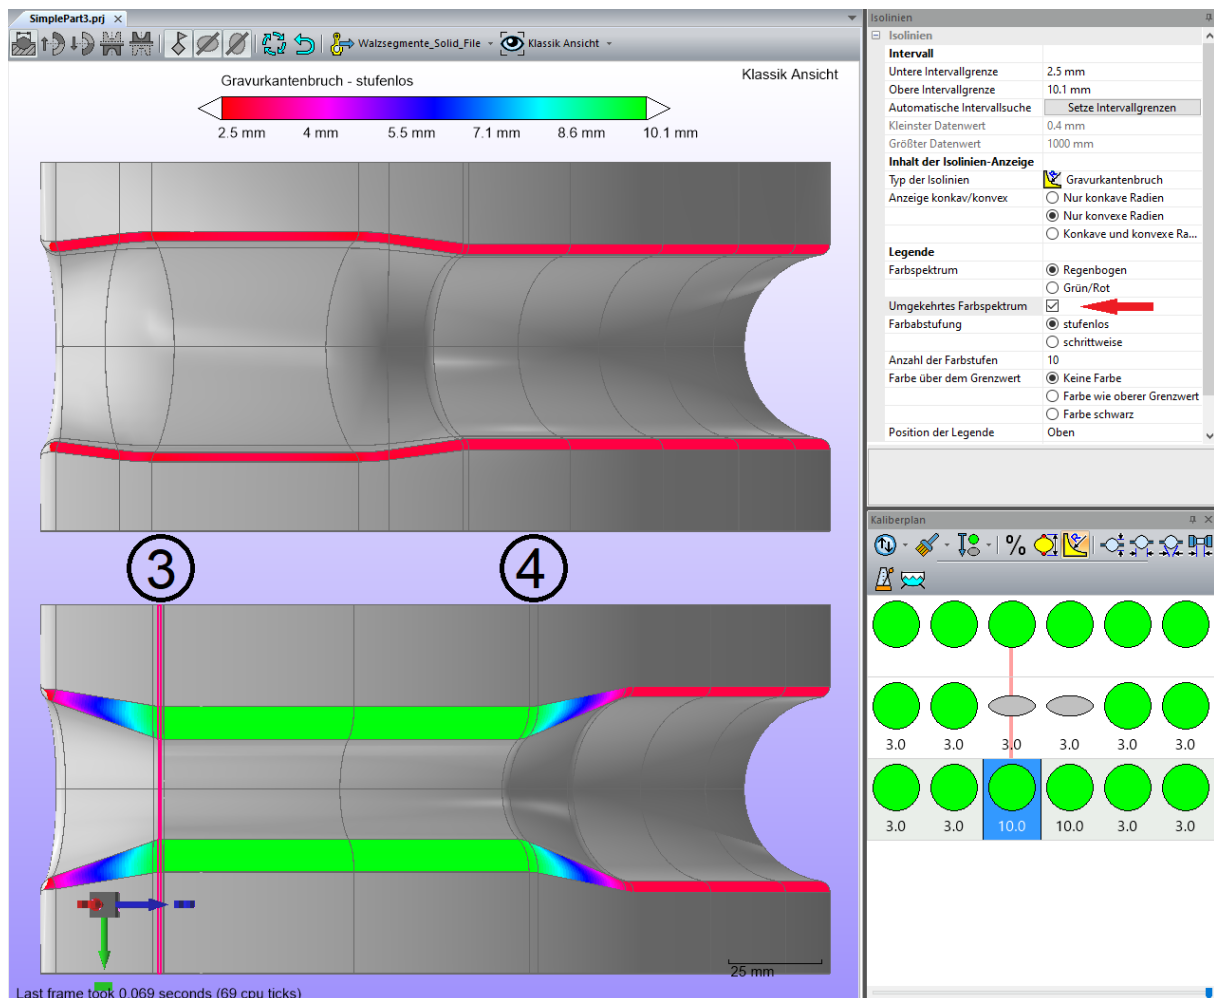 SimplePart3.prj ×
Walzsegmente_Solid_File
Klassik Ansicht
Gravurkantenbruch - stufenlos
Klassik Ansicht
2.5 mm 4 mm 5.5 mm 7.1 mm 8.6 mm 10.1 mm
3
4
25 mm
Last frame took 0.069 seconds (69 cpu ticks)
Isolinien
Isolinien
Intervall
Untere Intervallgrenze 2.5 mm
Obere Intervallgrenze 10.1 mm
Automatische Intervallsuche Setze Intervallgrenzen
Kleinster Datenwert 0.4 mm
Größter Datenwert 1000 mm
Inhalt der Isolinien-Anzeige
Typ der Isolinien Gravurkantenbruch
Anzeige konkav/konvex Nur konkave Radien
Nur konvexe Radien
Konkave und konvexe Ra...
Legende
Farbspektrum Regenbogen
Grün/Rot
Umgekehrtes Farbspektrum
Farbabstufung stufenlos
schrittweise
Anzahl der Farbstufen 10
Farbe über dem Grenzwert Keine Farbe
Farbe wie oberer Grenzwert
Farbe schwarz
Position der Legende Oben
Kaliberplan
%
3.0 3.0 3.0 3.0 3.0 3.0
3.0 3.0 10.0 10.0 3.0 3.0